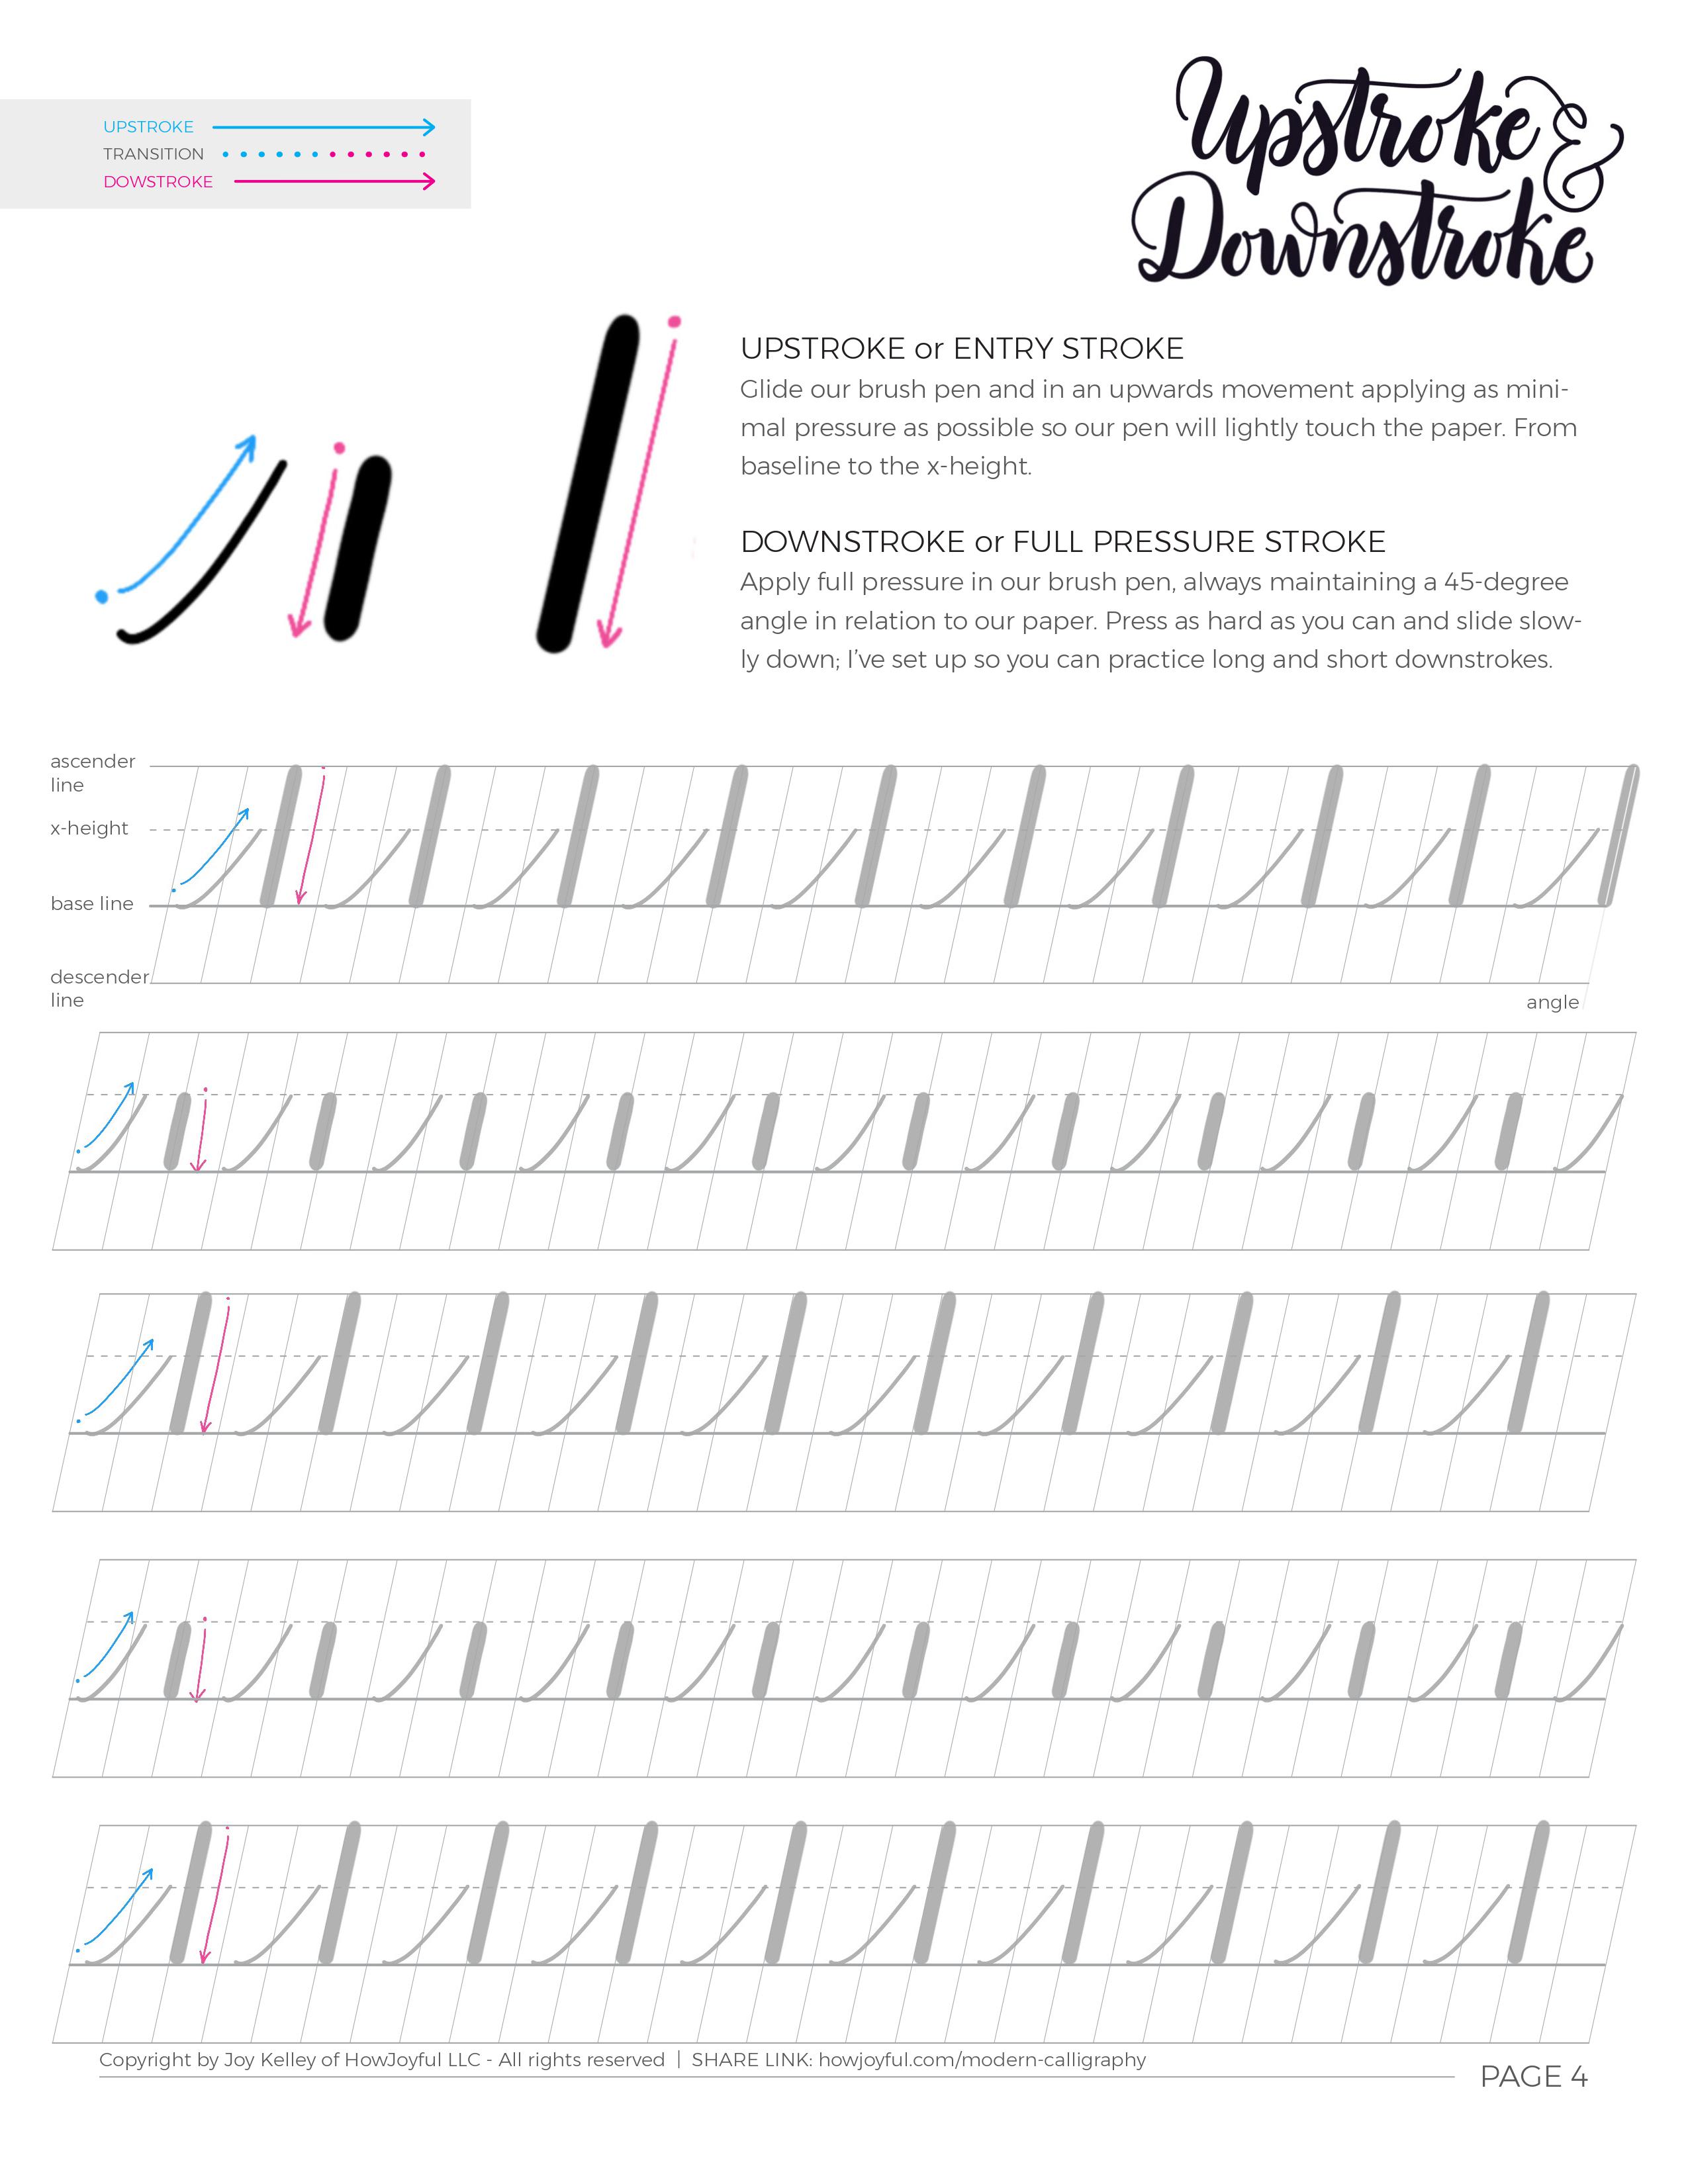 UPSTROKE
TRANSITION
DOWSTROKE
Upstroke &
Downstroke
UPSTROKE or ENTRY STROKE
Glide our brush pen and in an upwards movement applying as mini-
mal pressure as possible so our pen will lightly touch the paper. From
baseline to the x-height.
DOWNSTROKE or FULL PRESSURE STROKE
Apply full pressure in our brush pen, always maintaining a 45-degree
angle in relation to our paper. Press as hard as you can and slide slow-
ly down; I've set up so you can practice long and short downstrokes.
ascender
line
x-height
base line
descender
line
angle
Copyright by Joy Kelley of HowJoyful LLC - All rights reserved | SHARE LINK: howjoyful.com/modern-calligraphy
PAGE 4